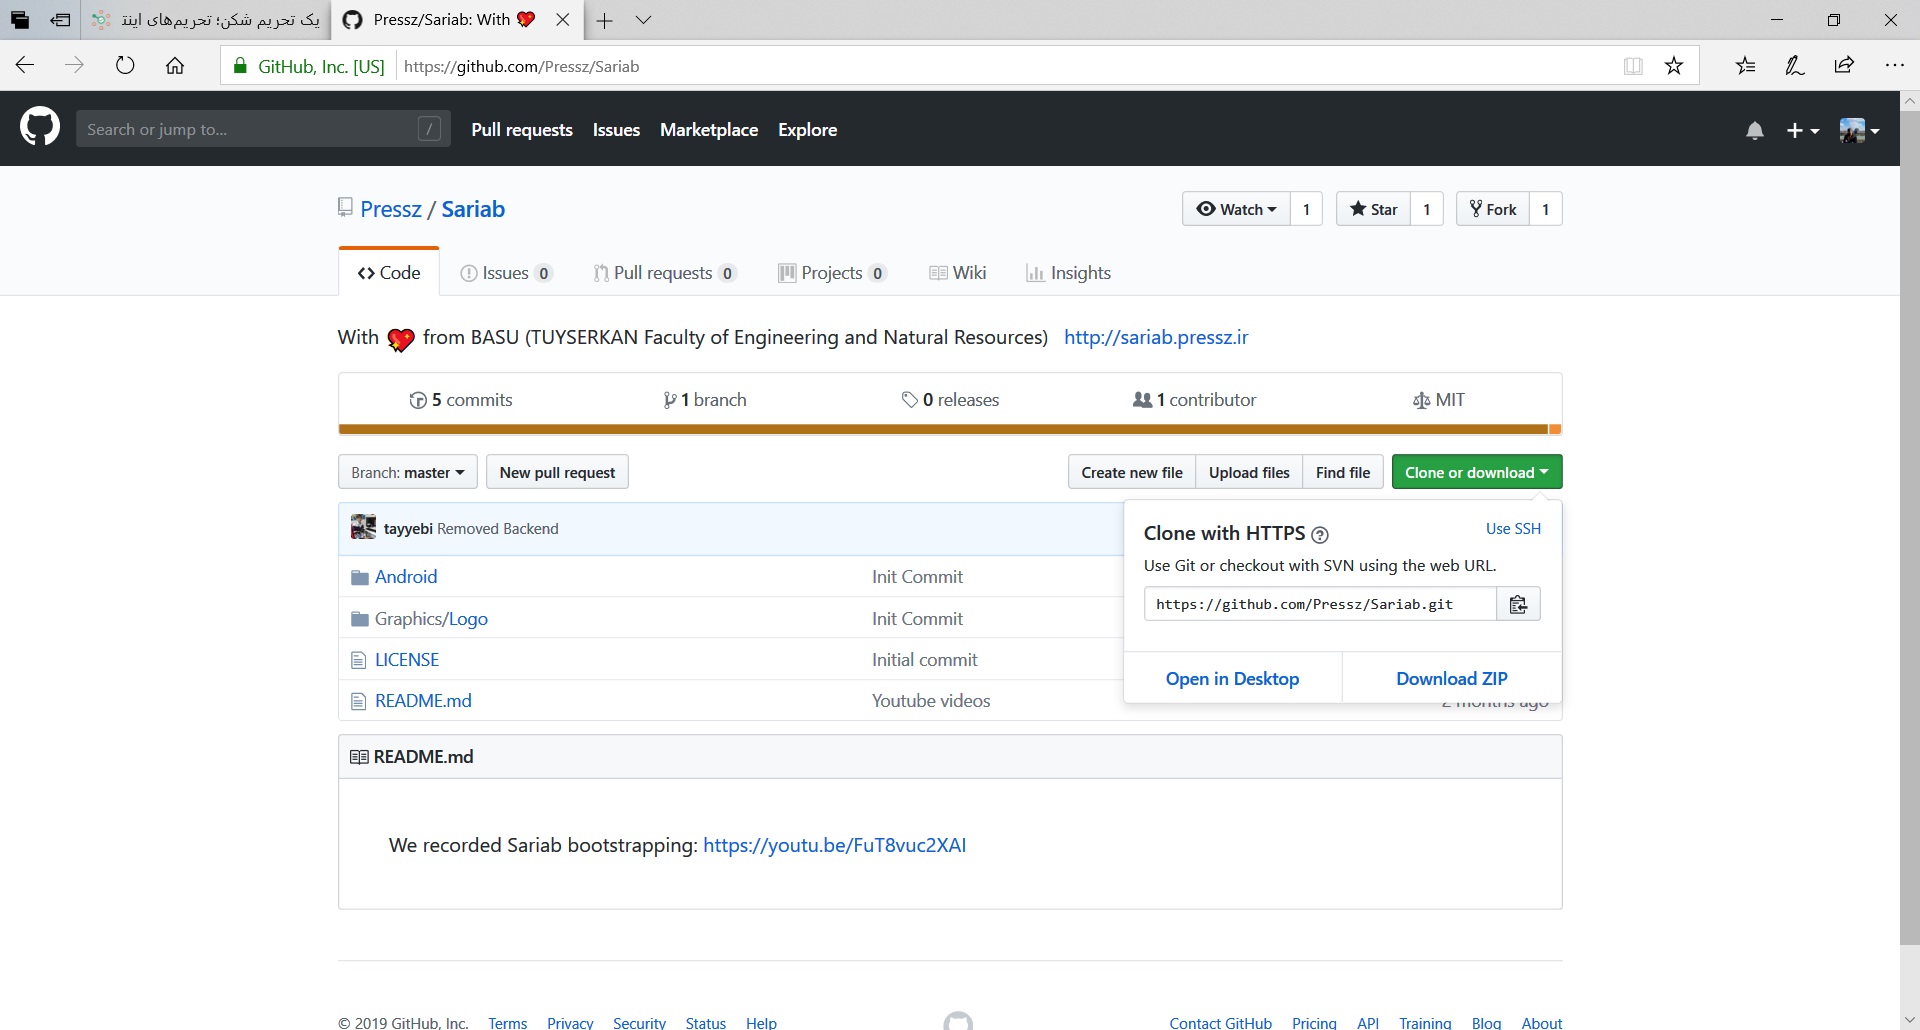 یک تحریم شکن؛ تحریم‌های اینت
Pressz/Sariab: With 💖
GitHub, Inc. [US] https://github.com/Pressz/Sariab
Search or jump to... /
Pull requests Issues Marketplace Explore
Pressz / Sariab
Watch 1 Star 1 Fork 1
Code Issues 0 Pull requests 0 Projects 0 Wiki Insights
With 💖 from BASU (TUYSERKAN Faculty of Engineering and Natural Resources) http://sariab.pressz.ir
5 commits 1 branch 0 releases 1 contributor MIT
Branch: master New pull request Create new file Upload files Find file Clone or download
tayyebi Removed Backend
Android Init Commit
Graphics/Logo Init Commit
LICENSE Initial commit
README.md Youtube videos 2 months ago
Clone with HTTPS Use SSH
Use Git or checkout with SVN using the web URL.
https://github.com/Pressz/Sariab.git
Open in Desktop Download ZIP
README.md
We recorded Sariab bootstrapping: https://youtu.be/FuT8vuc2XAI
© 2019 GitHub, Inc. Terms Privacy Security Status Help Contact GitHub Pricing API Training Blog About